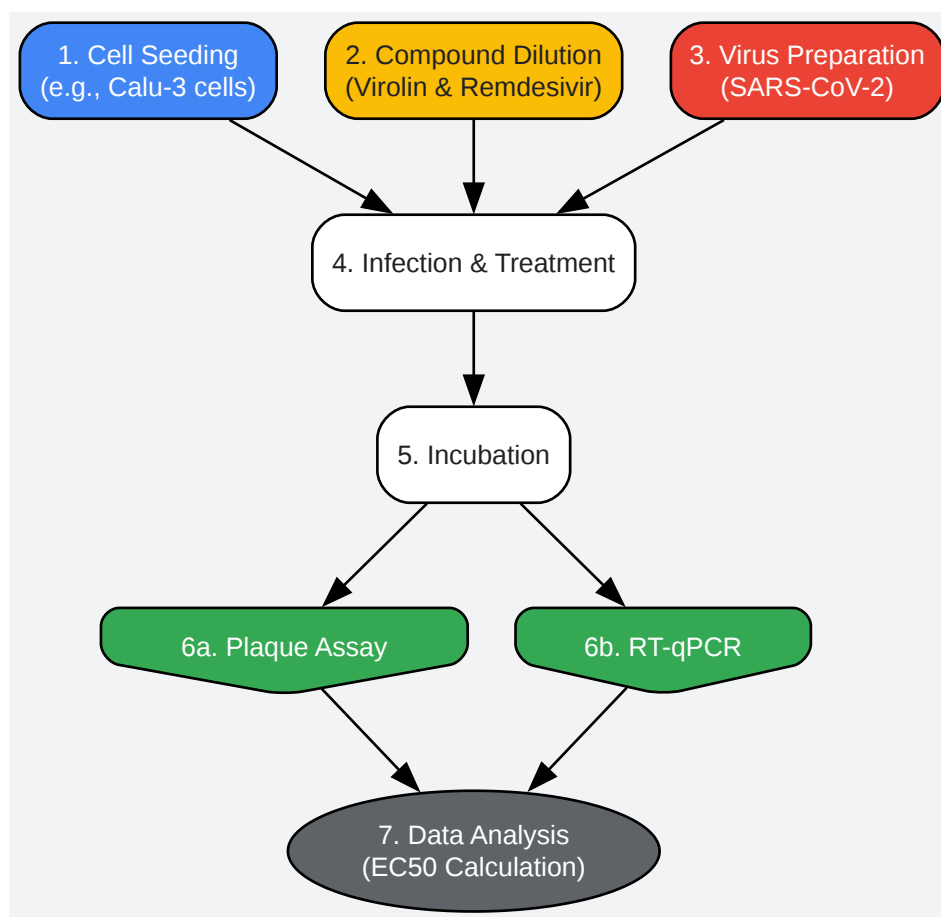 1. Cell Seeding
(e.g., Calu-3 cells)
2. Compound Dilution
(Virolin & Remdesivir)
3. Virus Preparation
(SARS-CoV-2)
4. Infection & Treatment
5. Incubation
6a. Plaque Assay
6b. RT-qPCR
7. Data Analysis
(EC50 Calculation)